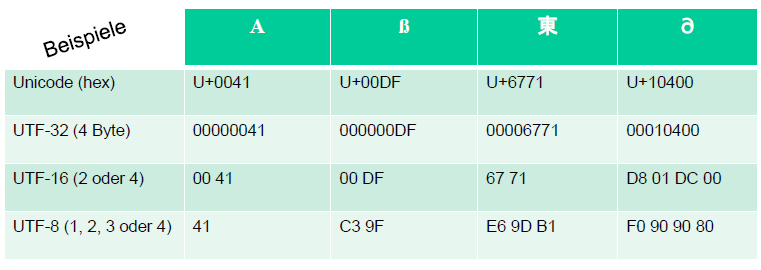 Beispiele A ß 東 ∂
Unicode (hex) U+0041 U+00DF U+6771 U+10400
UTF-32 (4 Byte) 00000041 000000DF 00006771 00010400
UTF-16 (2 oder 4) 00 41 00 DF 67 71 D8 01 DC 00
UTF-8 (1, 2, 3 oder 4) 41 C3 9F E6 9D B1 F0 90 90 80